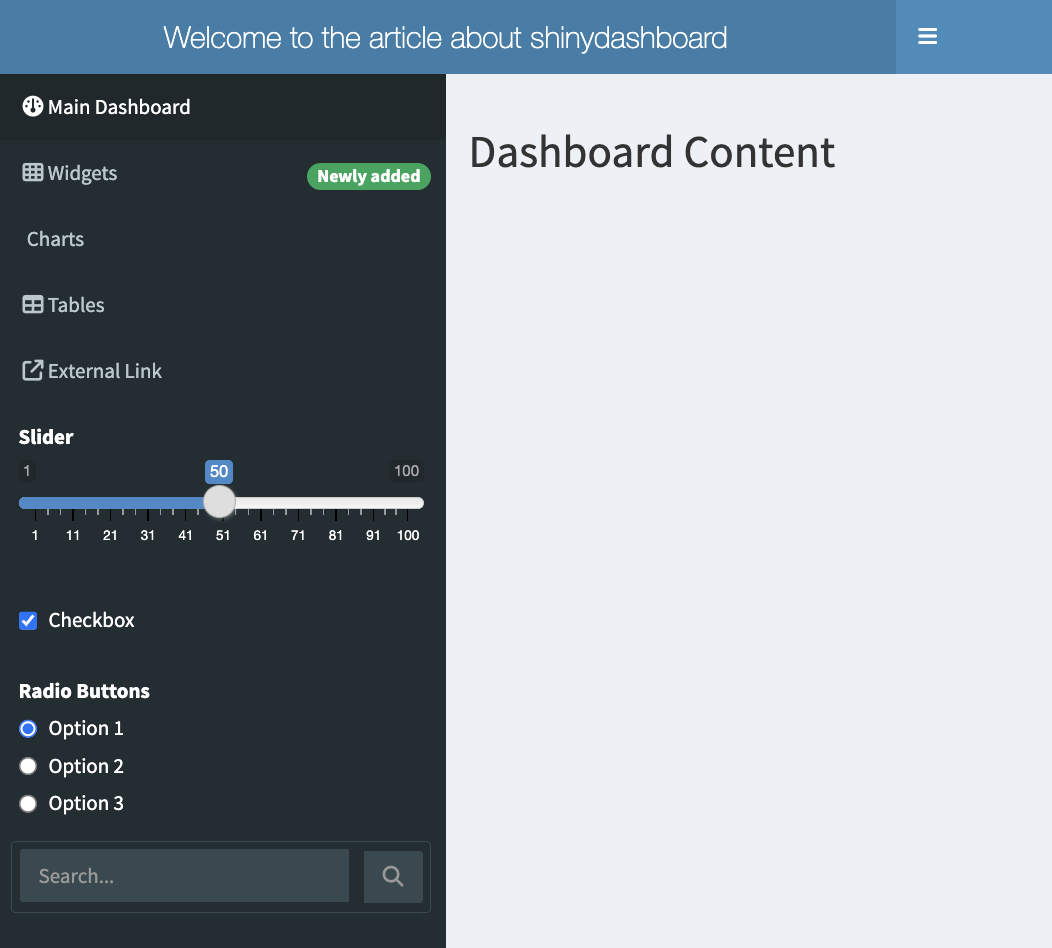 Welcome to the article about shinydashboard
Main Dashboard
Widgets
Newly added
Charts
Tables
External Link
Slider
1 50 100
1 11 21 31 41 51 61 71 81 91 100
Checkbox
Radio Buttons
Option 1
Option 2
Option 3
Search...
Dashboard Content